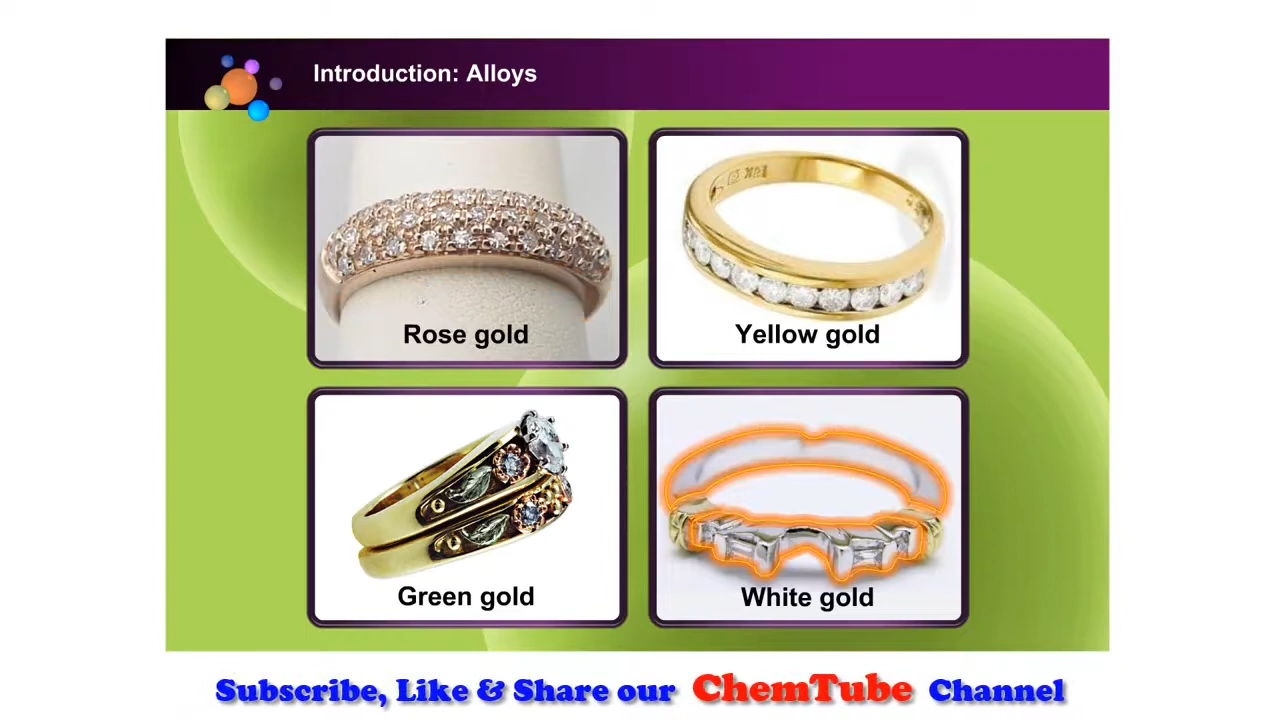 Introduction: Alloys
Rose gold
Yellow gold
Green gold
White gold
Subscribe, Like & Share our ChemTube Channel